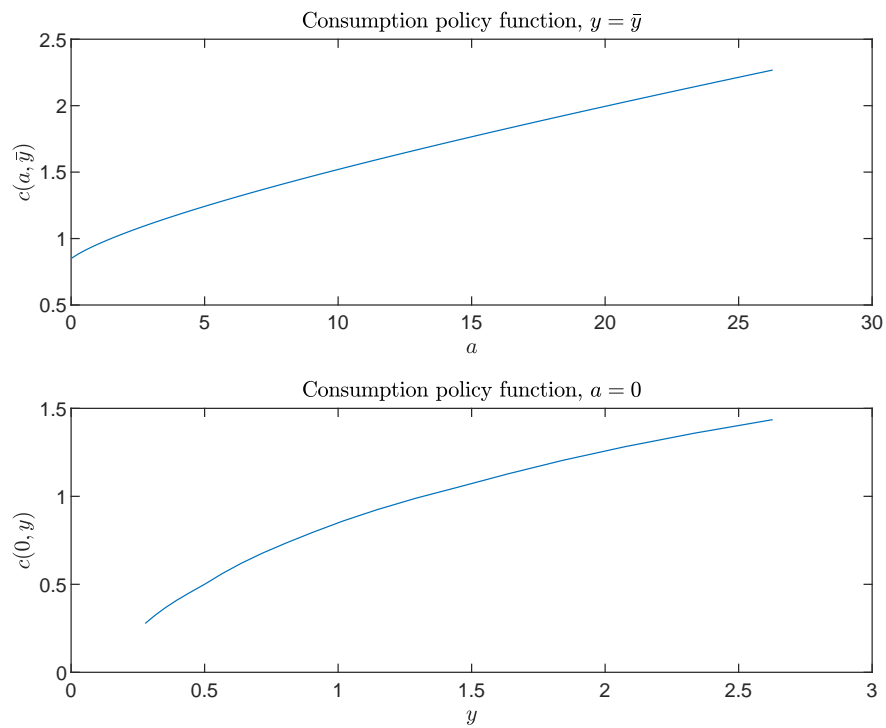 Consumption policy function, $y = \bar{y}$
2.5
2
1.5
1
0.5
$c(a, \bar{y})$
0 5 10 15 20 25 30
$a$
Consumption policy function, $a = 0$
1.5
1
0.5
0
$c(0, y)$
0 0.5 1 1.5 2 2.5 3
$y$